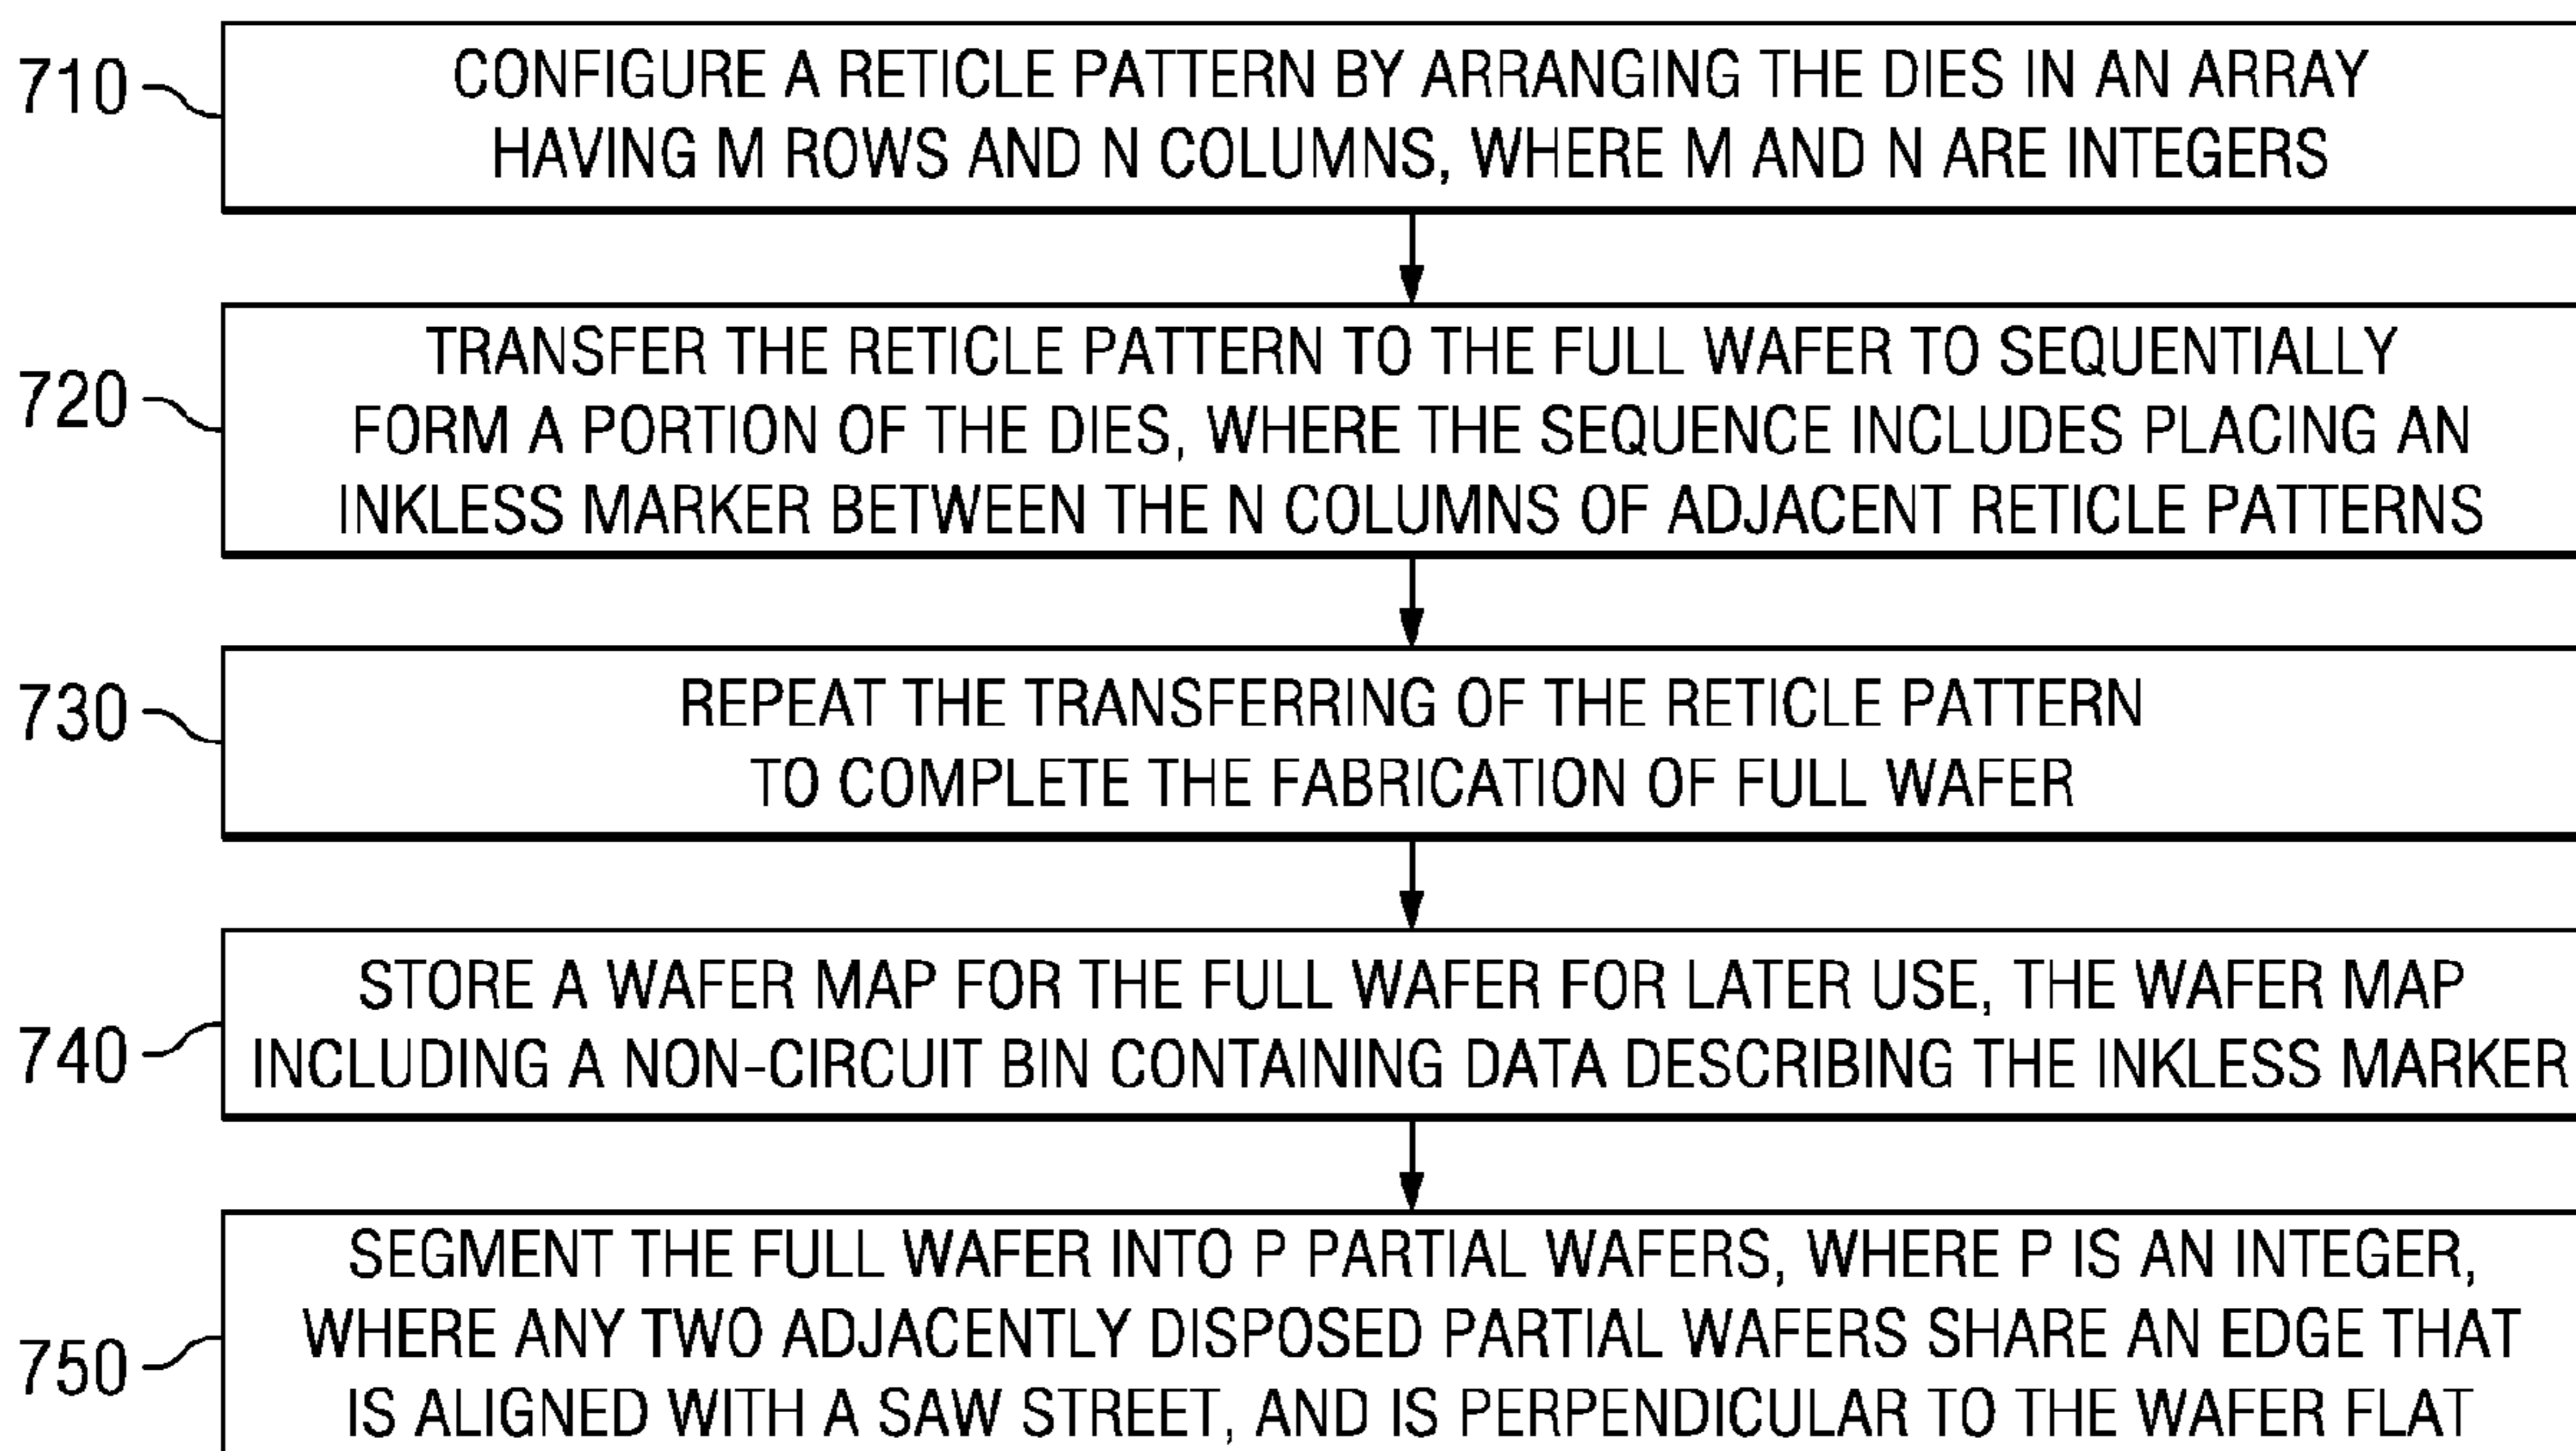 710
CONFIGURE A RETICLE PATTERN BY ARRANGING THE DIES IN AN ARRAY
HAVING M ROWS AND N COLUMNS, WHERE M AND N ARE INTEGERS
720
TRANSFER THE RETICLE PATTERN TO THE FULL WAFER TO SEQUENTIALLY
FORM A PORTION OF THE DIES, WHERE THE SEQUENCE INCLUDES PLACING AN
INKLESS MARKER BETWEEN THE N COLUMNS OF ADJACENT RETICLE PATTERNS
730
REPEAT THE TRANSFERRING OF THE RETICLE PATTERN
TO COMPLETE THE FABRICATION OF FULL WAFER
740
STORE A WAFER MAP FOR THE FULL WAFER FOR LATER USE, THE WAFER MAP
INCLUDING A NON-CIRCUIT BIN CONTAINING DATA DESCRIBING THE INKLESS MARKER
750
SEGMENT THE FULL WAFER INTO P PARTIAL WAFERS, WHERE P IS AN INTEGER,
WHERE ANY TWO ADJACENTLY DISPOSED PARTIAL WAFERS SHARE AN EDGE THAT
IS ALIGNED WITH A SAW STREET, AND IS PERPENDICULAR TO THE WAFER FLAT